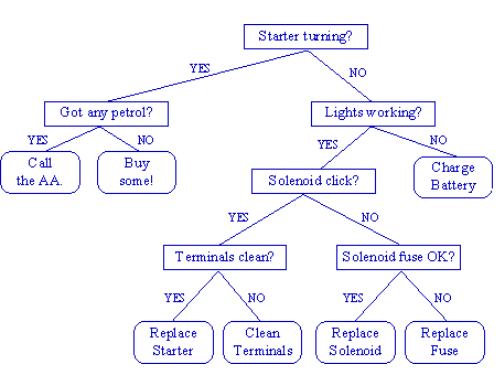 Starter turning?
YES
NO
Got any petrol?
Lights working?
YES
NO
YES
NO
Call
the AA.
Buy
some!
Charge
Battery
Solenoid click?
YES
NO
Terminals clean?
Solenoid fuse OK?
YES
NO
YES
NO
Replace
Starter
Clean
Terminals
Replace
Solenoid
Replace
Fuse